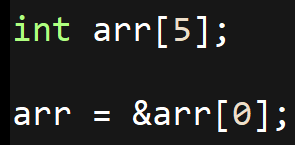 int arr[5];
arr = &arr[0];